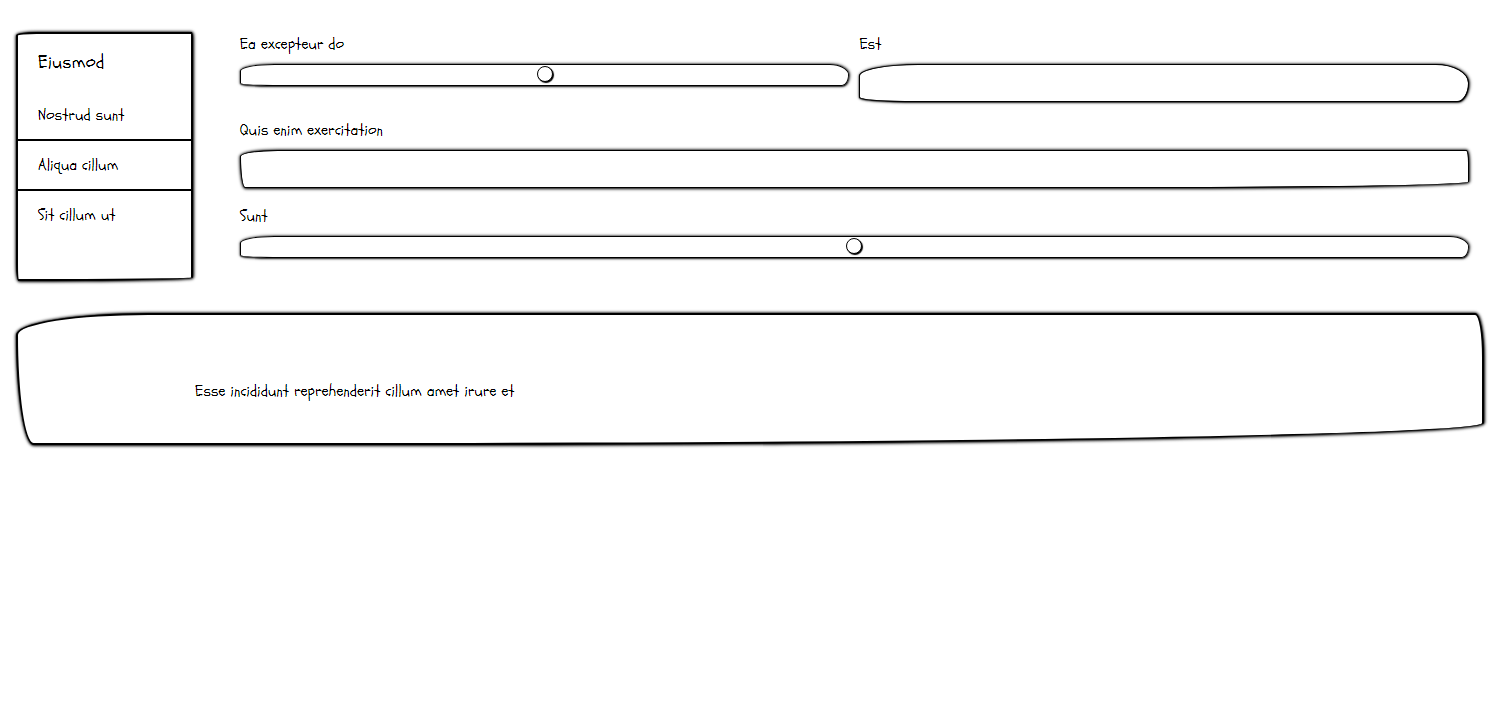 Eiusmod
Nostrud sunt
Aliqua cillum
Sit cillum ut
Ea excepteur do
Est
Quis enim exercitation
Sunt
Esse incididunt reprehenderit cillum amet irure et